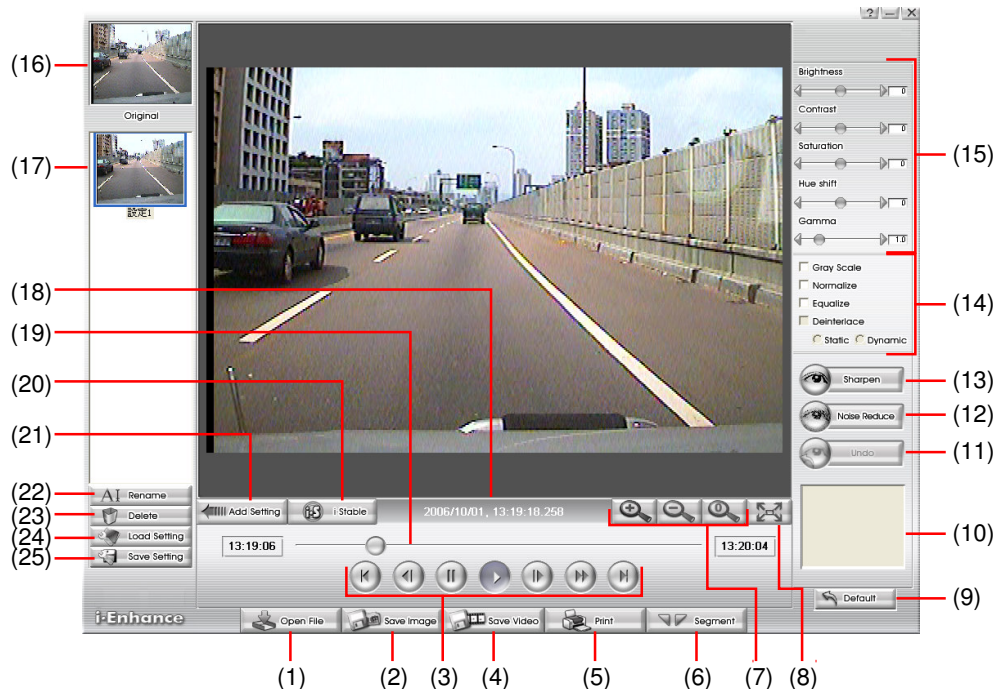 ? — X
(16)
Original
(17)
設定1
Brightness
0
Contrast
0
Saturation
0
Hue shift
0
Gamma
1.0
(15)
Gray Scale
Normalize
Equalize
Deinterlace
Static Dynamic
(14)
(18)
(19)
(20)
(21)
Sharpen
(13)
Noise Reduce
(12)
Undo
(11)
(22)
AI Rename
(23)
Delete
(24)
Load Setting
(25)
Save Setting
Add Setting
i-S i Stable
2006/10/01, 13:19:18.258
0
(10)
13:19:06
13:20:04
Default
(9)
i-Enhance
Open File
Save Image
Save Video
Print
Segment
(1)
(2)
(3)
(4)
(5)
(6)
(7)
(8)